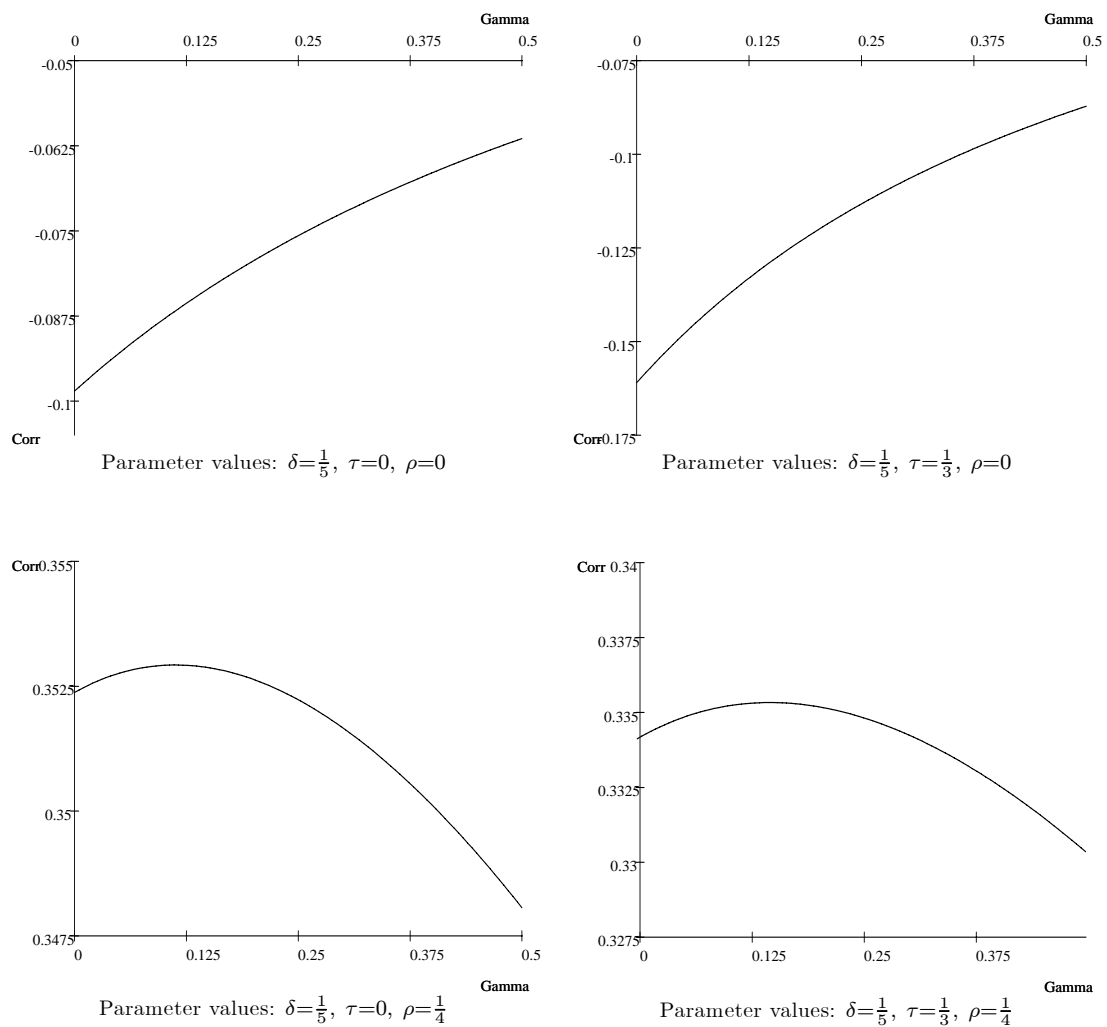 Gamma
0 0.125 0.25 0.375 0.5
-0.05
-0.0625
-0.075
-0.0875
-0.1
Corr
Parameter values: δ=1/5, τ=0, ρ=0
Gamma
0 0.125 0.25 0.375 0.5
-0.075
-0.1
-0.125
-0.15
Corr-0.175
Parameter values: δ=1/5, τ=1/3, ρ=0
Corr0.355
0.3525
0.35
0.3475
0 0.125 0.25 0.375 0.5
Gamma
Parameter values: δ=1/5, τ=0, ρ=1/4
Corr 0.34
0.3375
0.335
0.3325
0.33
0.3275
0 0.125 0.25 0.375
Gamma
Parameter values: δ=1/5, τ=1/3, ρ=1/4